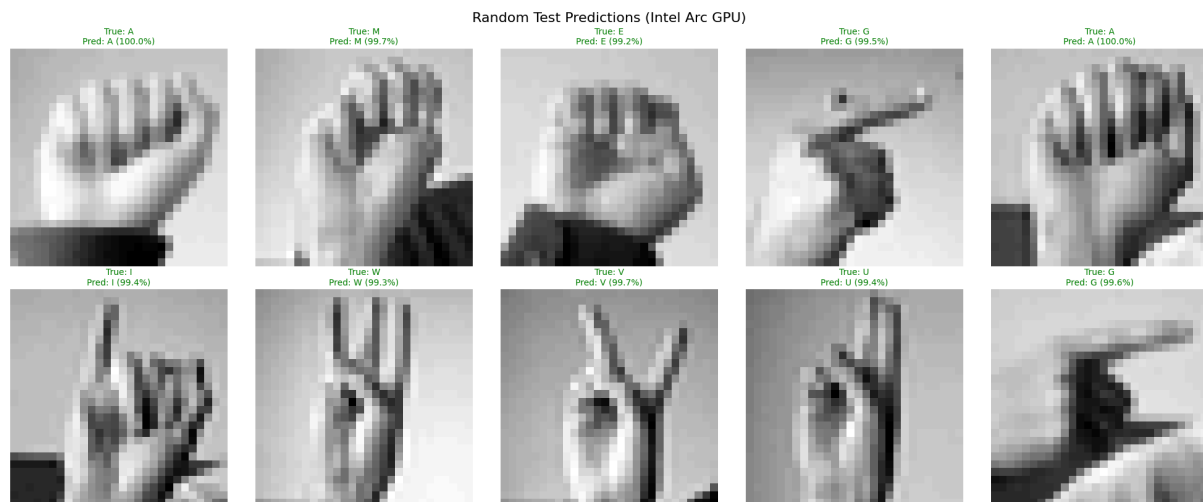 Random Test Predictions (Intel Arc GPU)
True: A
Pred: A (100.0%)
True: M
Pred: M (99.7%)
True: E
Pred: E (99.2%)
True: G
Pred: G (99.5%)
True: A
Pred: A (100.0%)
True: I
Pred: I (99.4%)
True: W
Pred: W (99.3%)
True: V
Pred: V (99.7%)
True: U
Pred: U (99.4%)
True: G
Pred: G (99.6%)